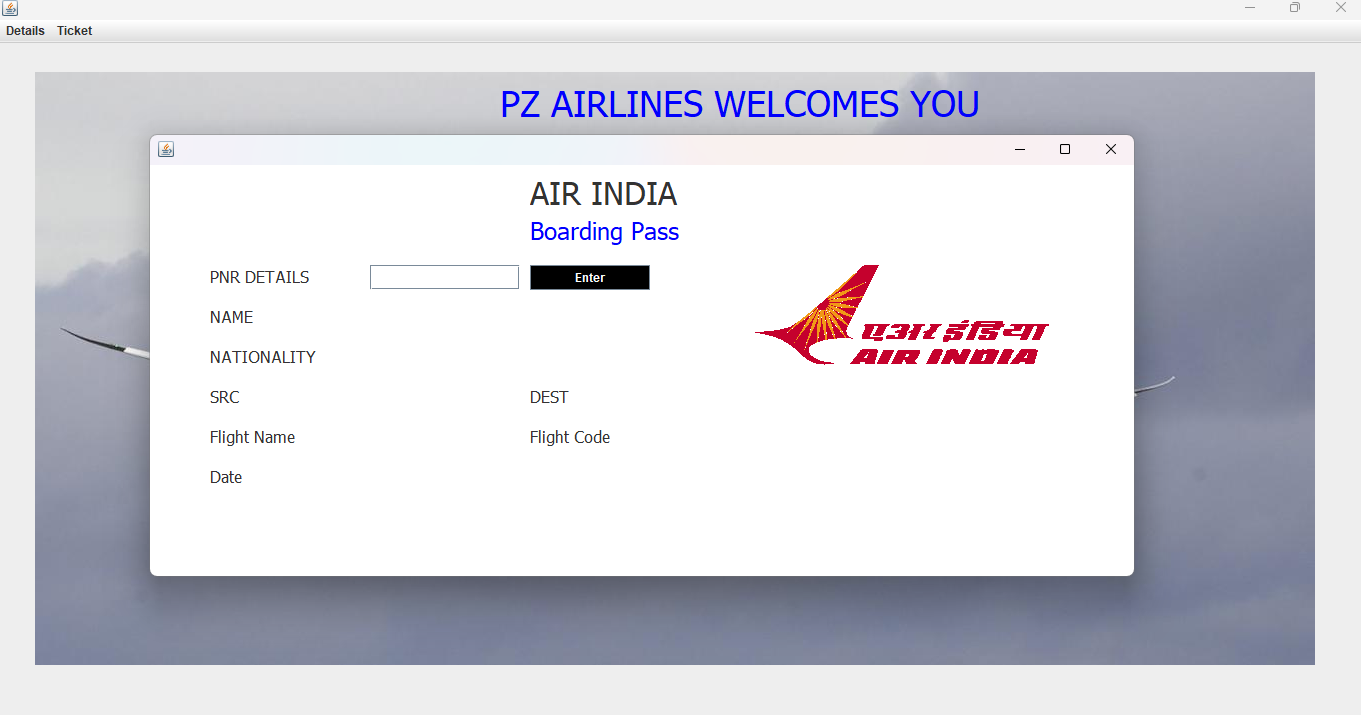 Details Ticket
PZ AIRLINES WELCOMES YOU
AIR INDIA
Boarding Pass
PNR DETAILS Enter
NAME
एअर इंडिया
AIR INDIA
NATIONALITY
SRC DEST
Flight Name Flight Code
Date